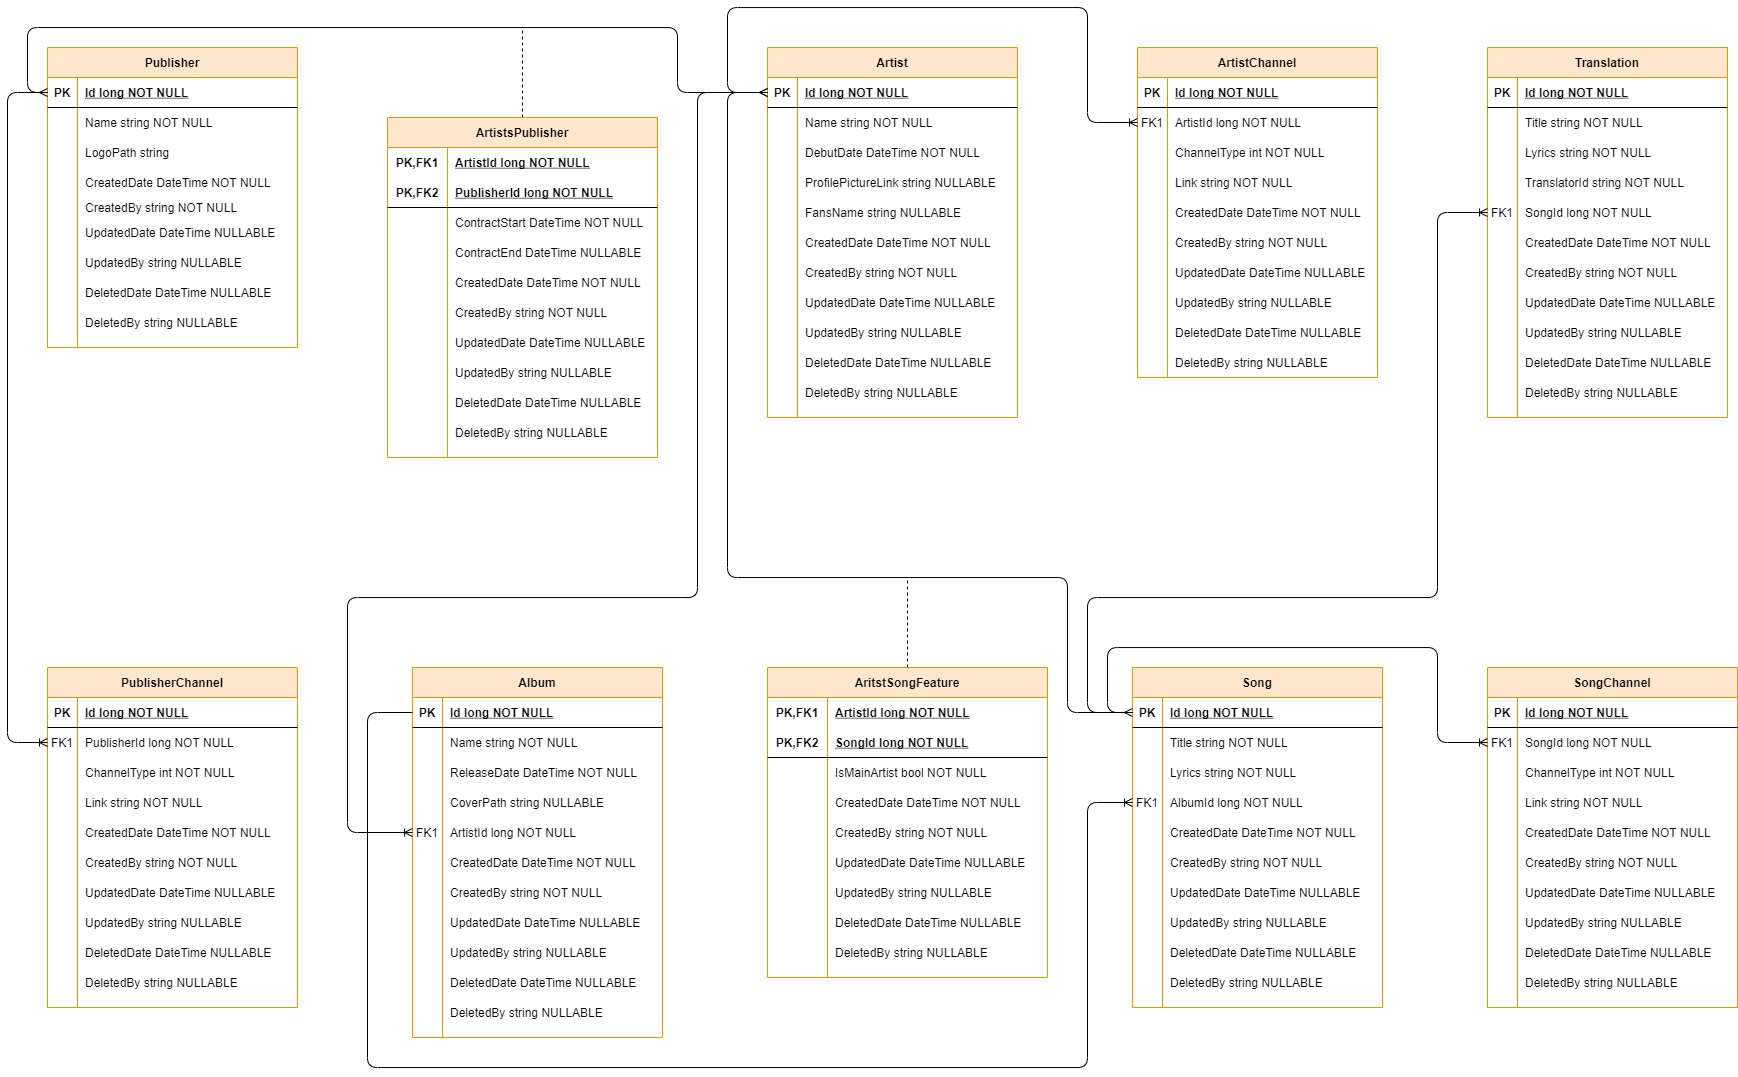 Publisher
PK Id long NOT NULL
Name string NOT NULL
LogoPath string
CreatedDate DateTime NOT NULL
CreatedBy string NOT NULL
UpdatedDate DateTime NULLABLE
UpdatedBy string NULLABLE
DeletedDate DateTime NULLABLE
DeletedBy string NULLABLE
ArtistsPublisher
PK,FK1 ArtistId long NOT NULL
PK,FK2 PublisherId long NOT NULL
ContractStart DateTime NOT NULL
ContractEnd DateTime NULLABLE
CreatedDate DateTime NOT NULL
CreatedBy string NOT NULL
UpdatedDate DateTime NULLABLE
UpdatedBy string NULLABLE
DeletedDate DateTime NULLABLE
DeletedBy string NULLABLE
Artist
PK Id long NOT NULL
Name string NOT NULL
DebutDate DateTime NOT NULL
ProfilePictureLink string NULLABLE
FansName string NULLABLE
CreatedDate DateTime NOT NULL
CreatedBy string NOT NULL
UpdatedDate DateTime NULLABLE
UpdatedBy string NULLABLE
DeletedDate DateTime NULLABLE
DeletedBy string NULLABLE
ArtistChannel
PK Id long NOT NULL
FK1 ArtistId long NOT NULL
ChannelType int NOT NULL
Link string NOT NULL
CreatedDate DateTime NOT NULL
CreatedBy string NOT NULL
UpdatedDate DateTime NULLABLE
UpdatedBy string NULLABLE
DeletedDate DateTime NULLABLE
DeletedBy string NULLABLE
Translation
PK Id long NOT NULL
Title string NOT NULL
Lyrics string NOT NULL
TranslatorId string NOT NULL
FK1 SongId long NOT NULL
CreatedDate DateTime NOT NULL
CreatedBy string NOT NULL
UpdatedDate DateTime NULLABLE
UpdatedBy string NULLABLE
DeletedDate DateTime NULLABLE
DeletedBy string NULLABLE
PublisherChannel
PK Id long NOT NULL
FK1 PublisherId long NOT NULL
ChannelType int NOT NULL
Link string NOT NULL
CreatedDate DateTime NOT NULL
CreatedBy string NOT NULL
UpdatedDate DateTime NULLABLE
UpdatedBy string NULLABLE
DeletedDate DateTime NULLABLE
DeletedBy string NULLABLE
Album
PK Id long NOT NULL
Name string NOT NULL
ReleaseDate DateTime NOT NULL
CoverPath string NULLABLE
FK1 ArtistId long NOT NULL
CreatedDate DateTime NOT NULL
CreatedBy string NOT NULL
UpdatedDate DateTime NULLABLE
UpdatedBy string NULLABLE
DeletedDate DateTime NULLABLE
DeletedBy string NULLABLE
AritstSongFeature
PK,FK1 ArtistId long NOT NULL
PK,FK2 SongId long NOT NULL
IsMainArtist bool NOT NULL
CreatedDate DateTime NOT NULL
CreatedBy string NOT NULL
UpdatedDate DateTime NULLABLE
UpdatedBy string NULLABLE
DeletedDate DateTime NULLABLE
DeletedBy string NULLABLE
Song
PK Id long NOT NULL
Title string NOT NULL
Lyrics string NOT NULL
FK1 AlbumId long NOT NULL
CreatedDate DateTime NOT NULL
CreatedBy string NOT NULL
UpdatedDate DateTime NULLABLE
UpdatedBy string NULLABLE
DeletedDate DateTime NULLABLE
DeletedBy string NULLABLE
SongChannel
PK Id long NOT NULL
FK1 SongId long NOT NULL
ChannelType int NOT NULL
Link string NOT NULL
CreatedDate DateTime NOT NULL
CreatedBy string NOT NULL
UpdatedDate DateTime NULLABLE
UpdatedBy string NULLABLE
DeletedDate DateTime NULLABLE
DeletedBy string NULLABLE